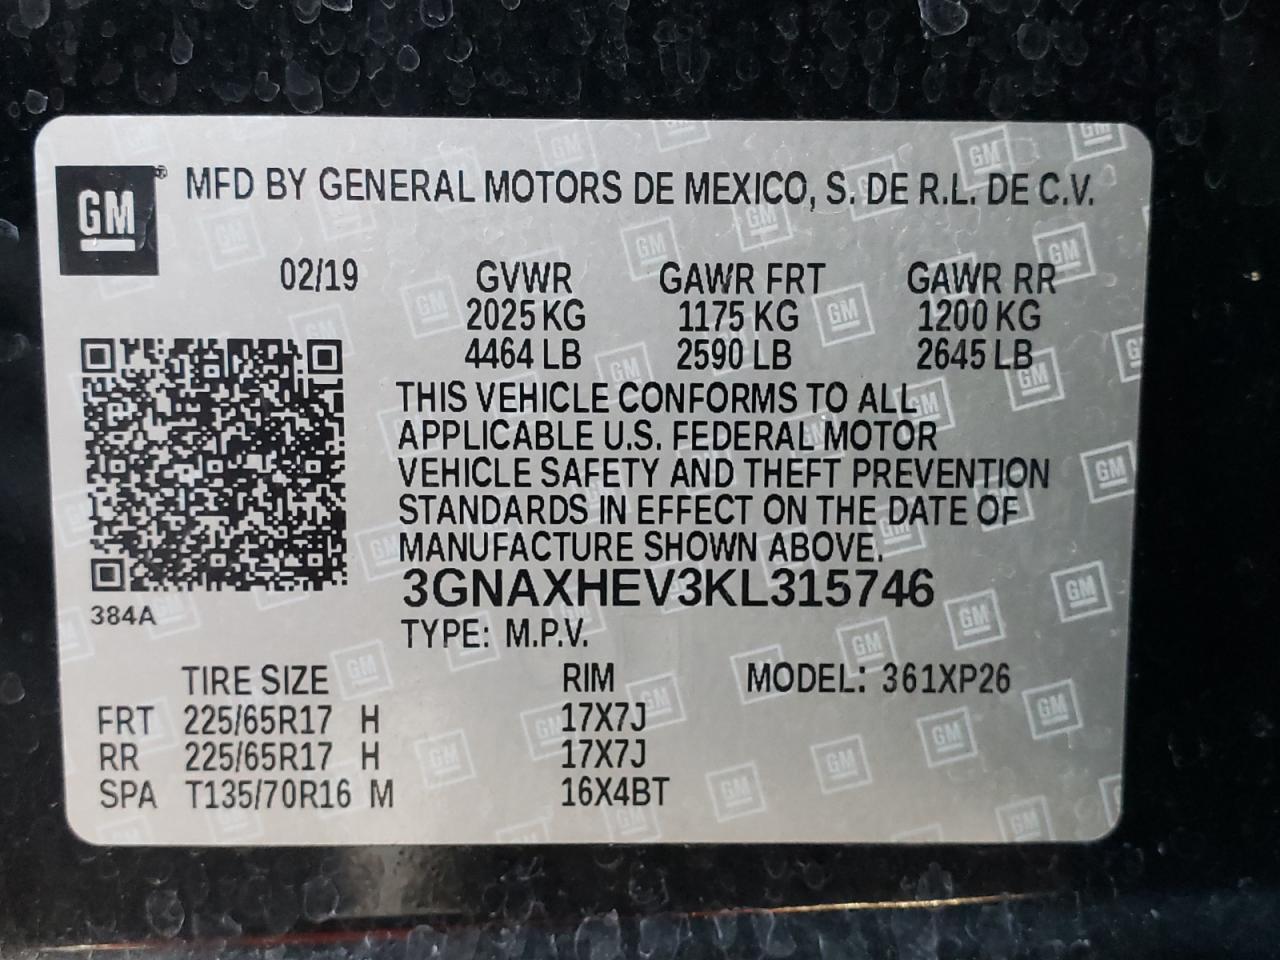 GM ® MFD BY GENERAL MOTORS DE MEXICO, S. DE R.L. DE C.V.
02/19 GVWR GAWR FRT GAWR RR
2025 KG 1175 KG 1200 KG
4464 LB 2590 LB 2645 LB
THIS VEHICLE CONFORMS TO ALL
APPLICABLE U.S. FEDERAL MOTOR
VEHICLE SAFETY AND THEFT PREVENTION
STANDARDS IN EFFECT ON THE DATE OF
MANUFACTURE SHOWN ABOVE.
3GNAXHEV3KL315746
384A
TYPE: M.P.V.
TIRE SIZE RIM MODEL: 361XP26
FRT 225/65R17 H 17X7J
RR 225/65R17 H 17X7J
SPA T135/70R16 M 16X4BT